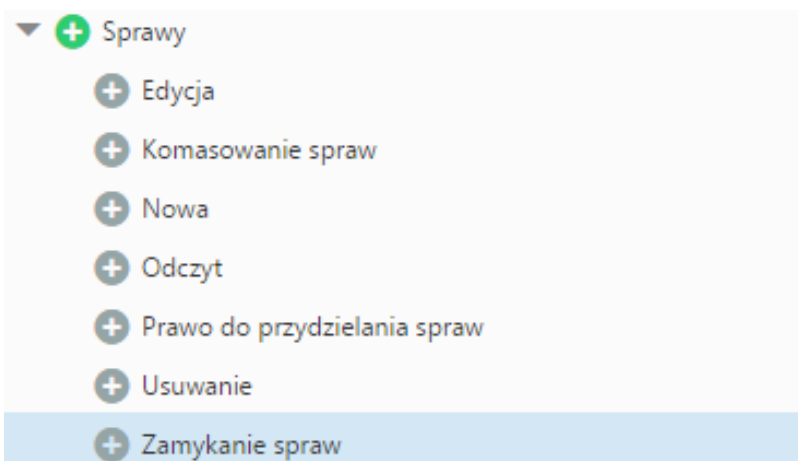 Sprawy
Edycja
Komasowanie spraw
Nowa
Odczyt
Prawo do przydzielania spraw
Usuwanie
Zamykanie spraw